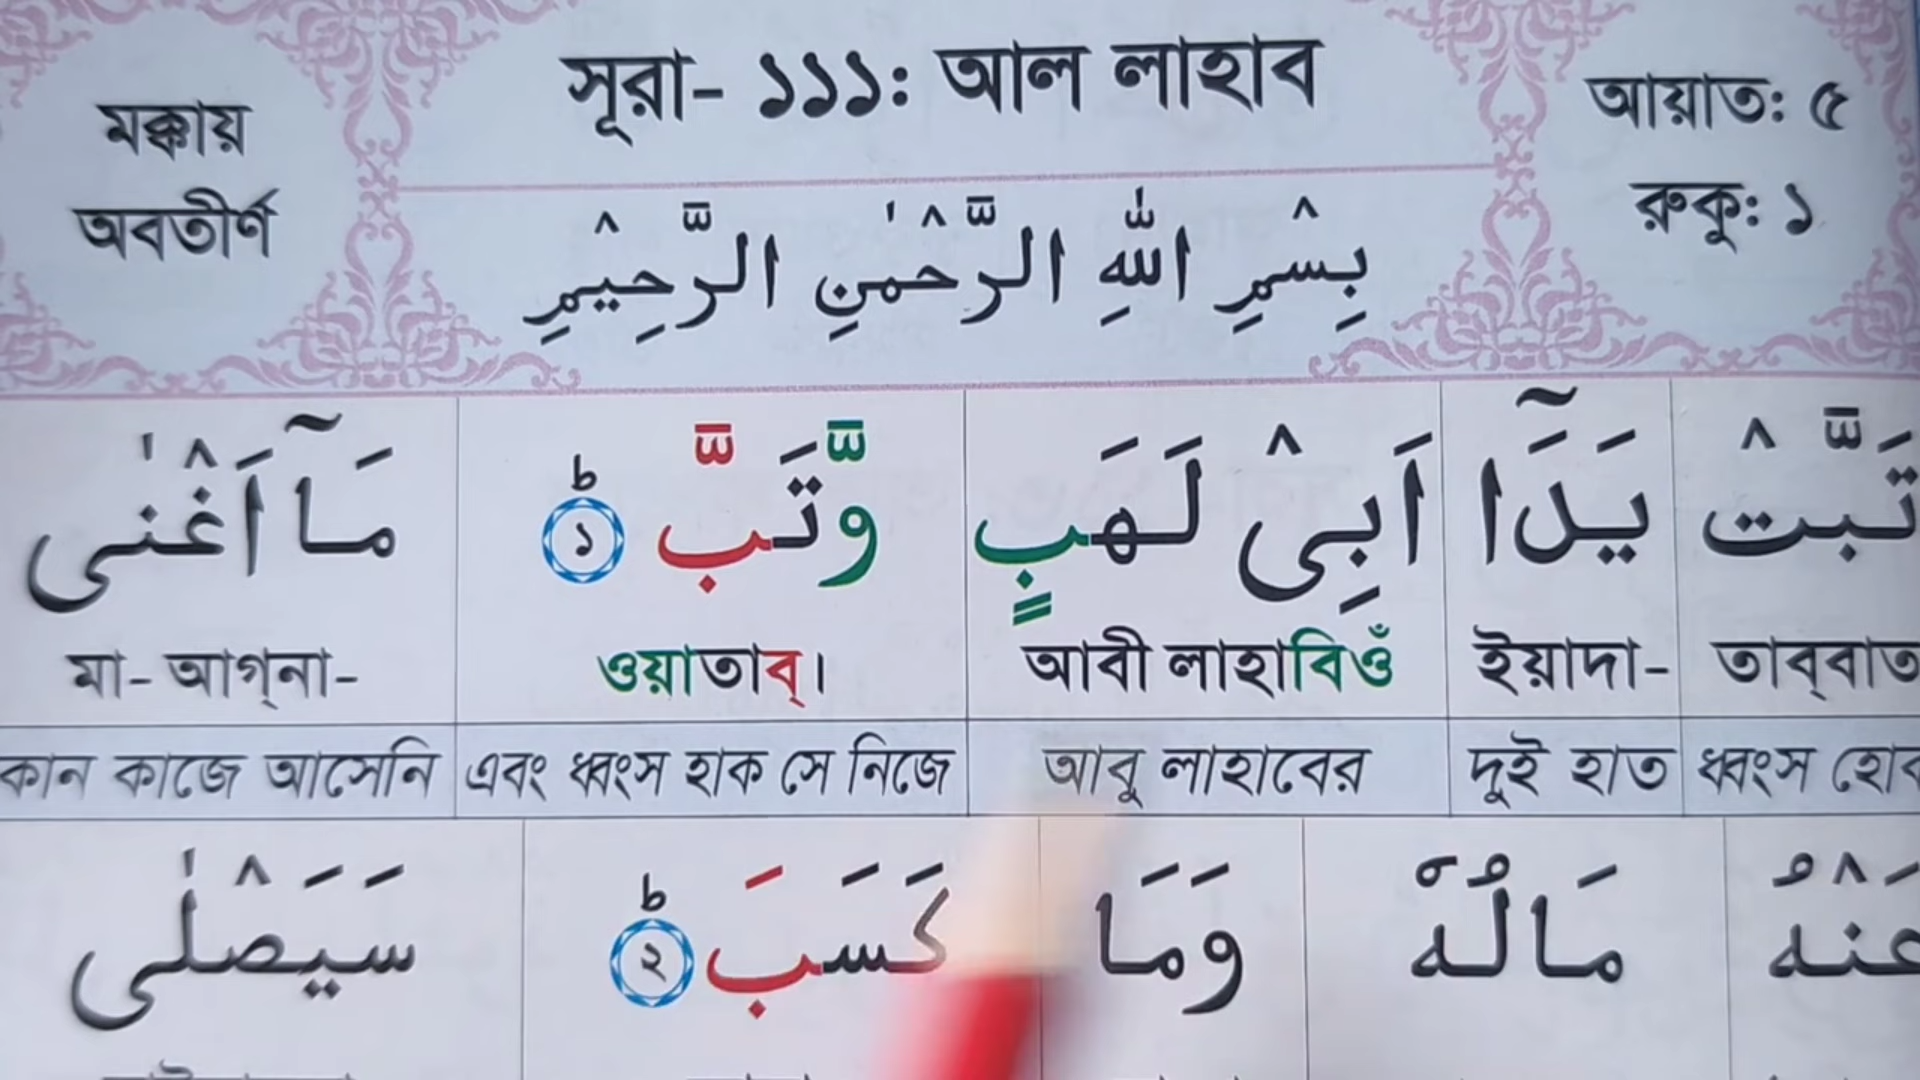 মক্কায়
অবতীর্ণ
সূরা- ১১১: আল লাহাব
আয়াত: ৫
রুকু: ১
بِسْمِ اللّٰهِ الرَّحْمٰنِ الرَّحِيْمِ
تَبَّتْ يَدَآ اَبِىْ لَهَبٍ وَّتَبَّ ۞١ؕ مَآ اَغْنٰى
তাব্বাত ইয়াদা- আবী লাহাবিওঁ ওয়াতাব্। মা- আগ্না-
ধ্বংস দুই হাত আবু লাহাবের এবং ধ্বংস হোক সে নিজে কাজে আসেনি
عَنْهُ مَالُهٗ وَمَا كَسَبَ ۞٢ؕ سَيَصْلٰى